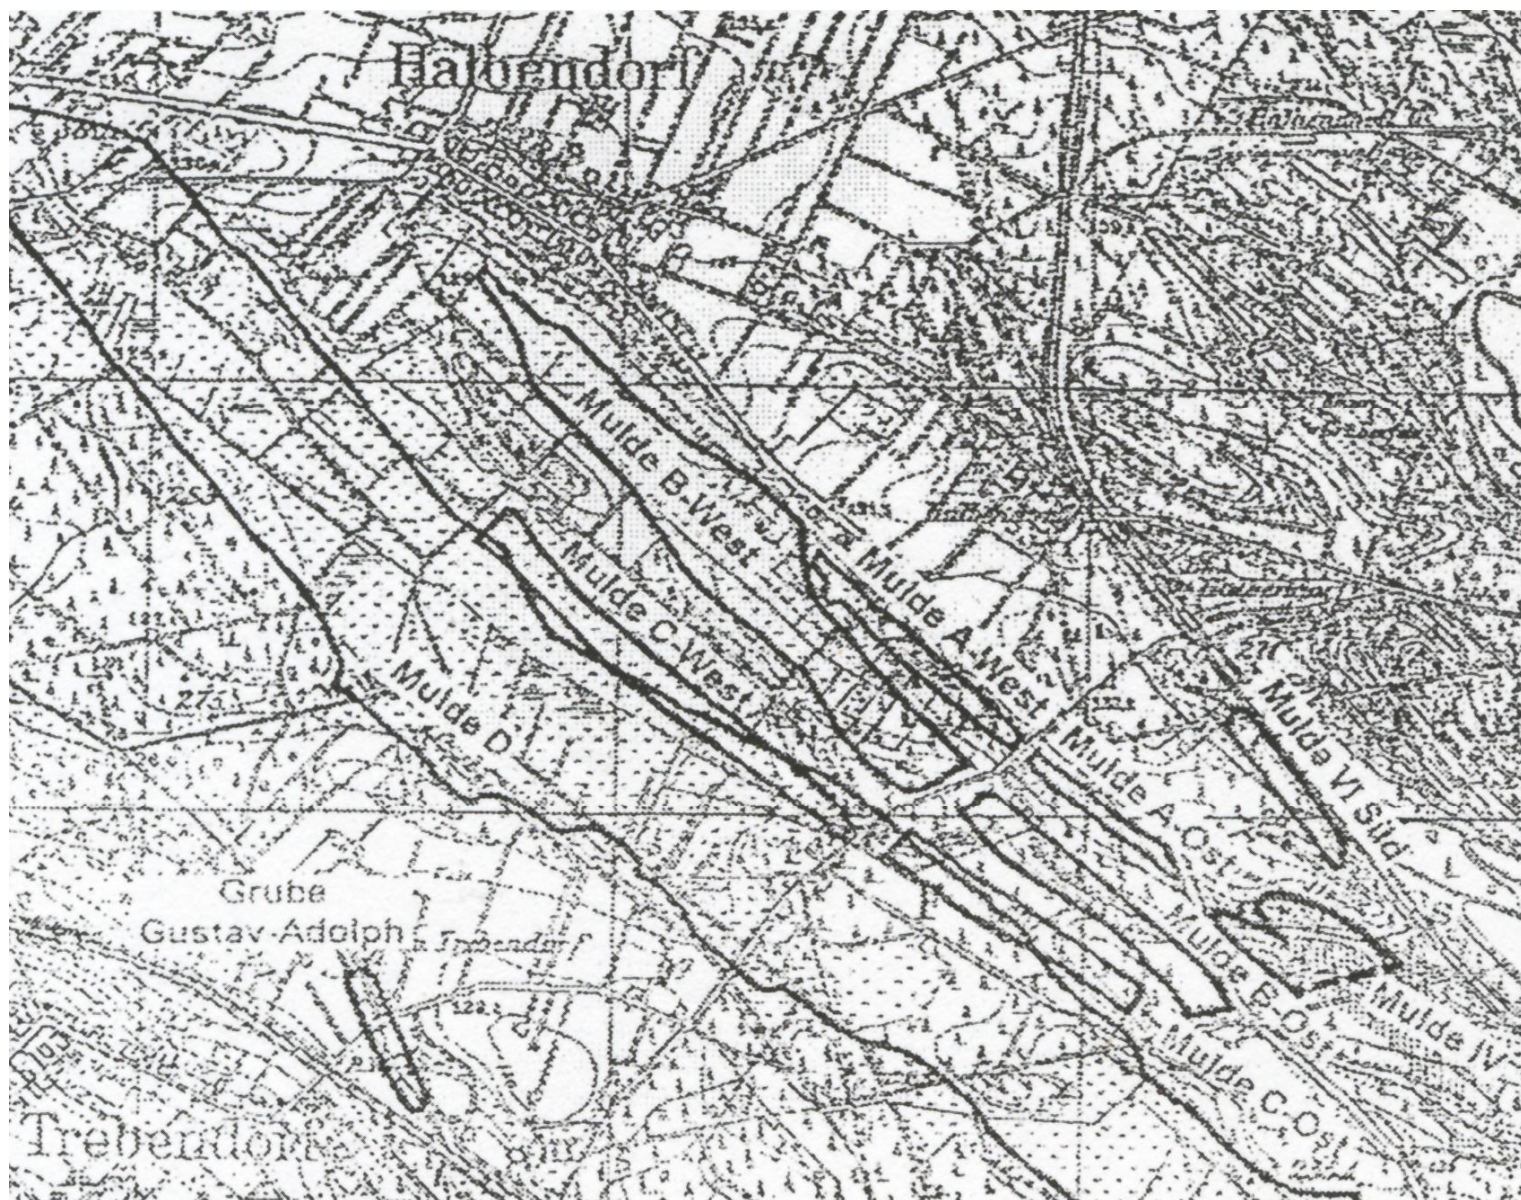 Halbendorf
Mulde B-West
Mulde A West
Mulde C West
Mulde D
Mulde VI Süd
Mulde A Ost
Grube
Gustav-Adolph
Mulde B-Ost
Mulde IV
Mulde C-Ost
Trebendorf